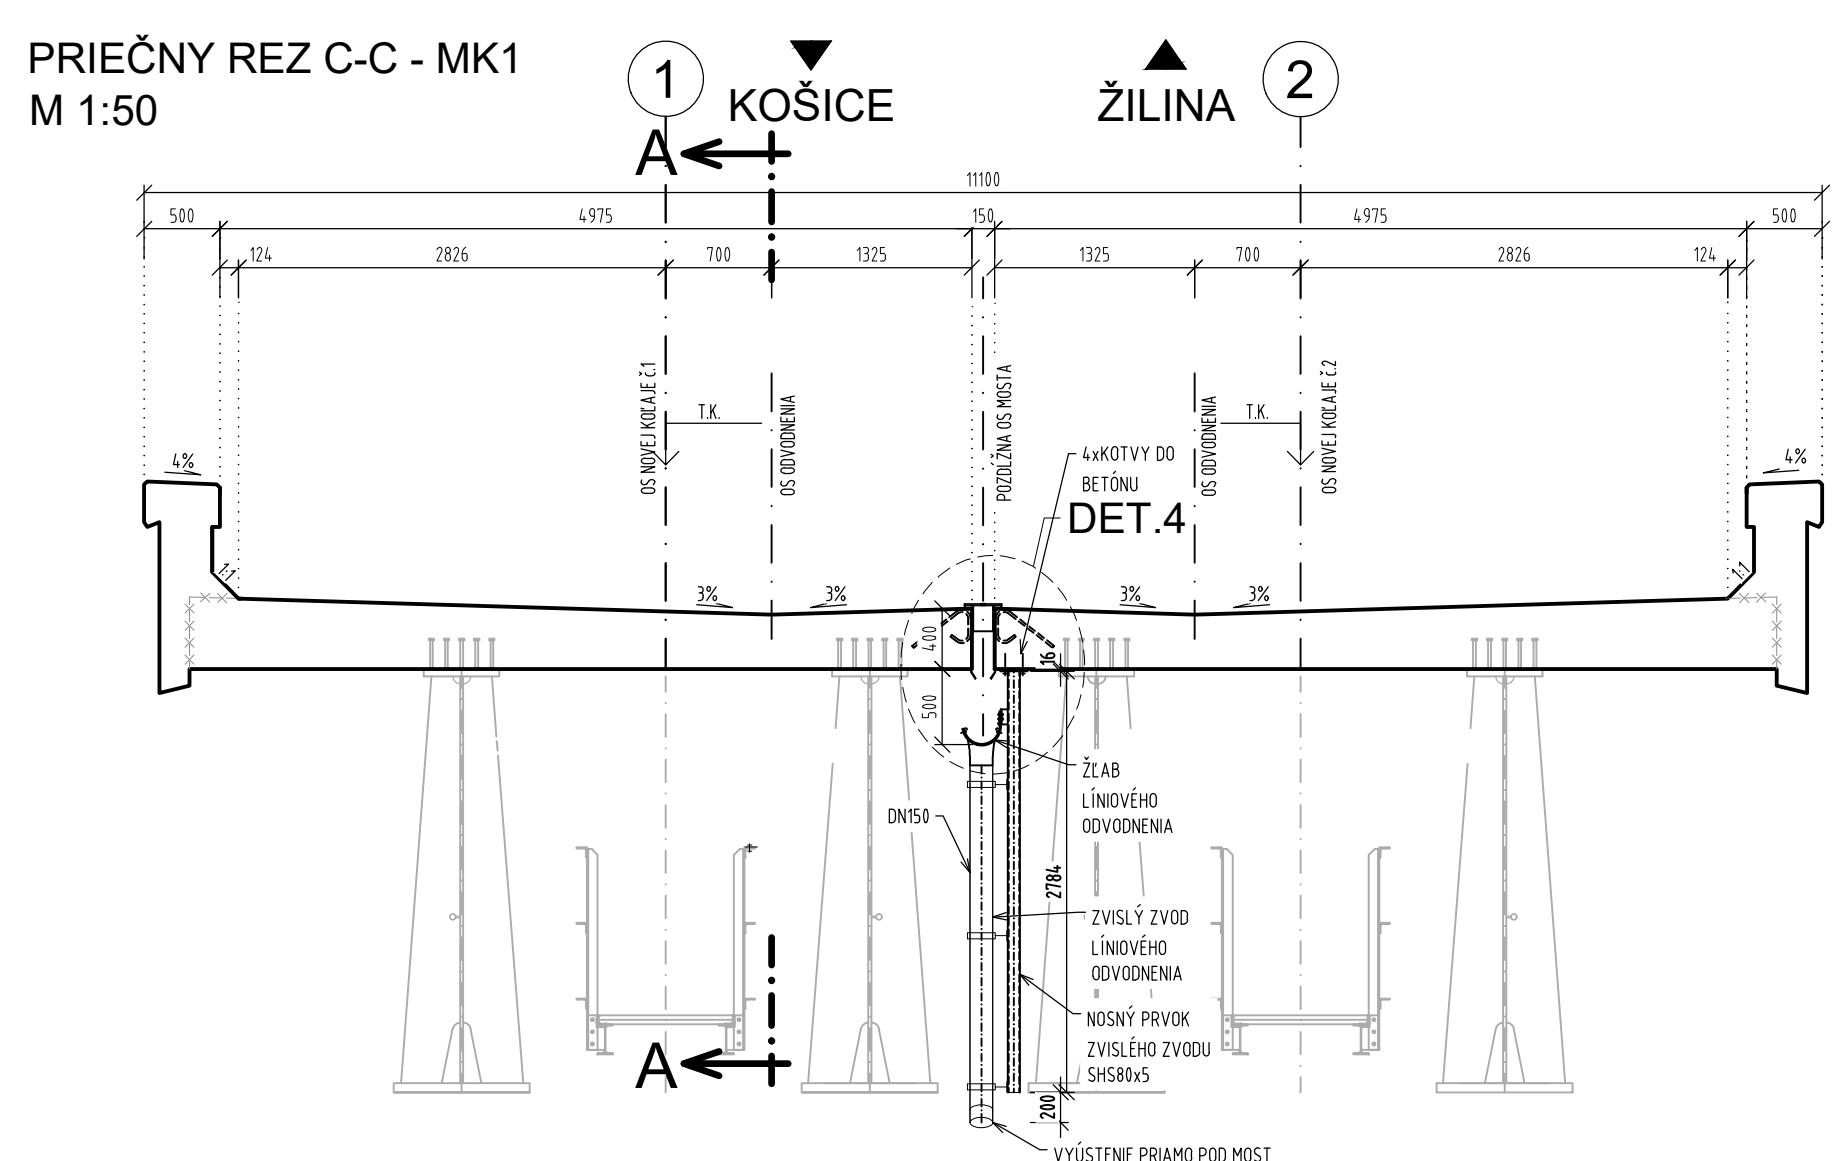 PRIEČNY REZ C-C - MK1
M 1:50
1
KOŠICE
ŽILINA
2
A
11100
500
4975
150
4975
500
124
2826
700
1325
1325
700
2826
124
OS NOVEJ KOĽAJE č.1
T.K.
OS ODVODNENIA
POZDĹŽNA OS MOSTA
OS ODVODNENIA
T.K.
OS NOVEJ KOĽAJE č.2
4xKOTVY DO
BETÓNU
DET.4
4%
4%
1:1
1:1
3%
3%
3%
3%
400
16
500
ŽĽAB
LÍNIOVÉHO
ODVODNENIA
DN150
2784
ZVISLÝ ZVOD
LÍNIOVÉHO
ODVODNENIA
NOSNÝ PRVOK
ZVISLÉHO ZVODU
SHS80x5
A
200
VYÚSTENIE PRIAMO POD MOST